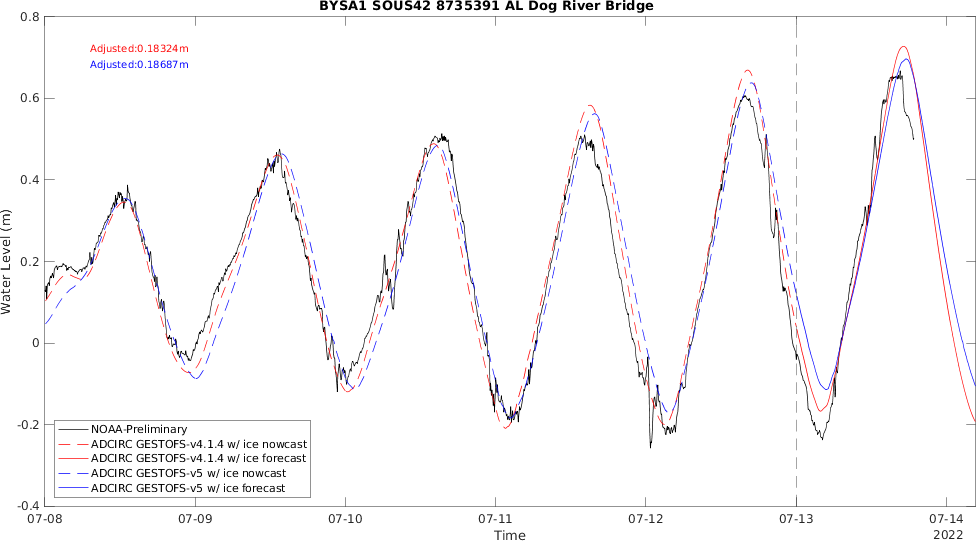 BYSA1 SOUS42 8735391 AL Dog River Bridge
Adjusted:0.18324m
Adjusted:0.18687m
0.8
0.6
0.4
0.2
0
-0.2
-0.4
Water Level (m)
NOAA-Preliminary
ADCIRC GESTOFS-v4.1.4 w/ ice nowcast
ADCIRC GESTOFS-v4.1.4 w/ ice forecast
ADCIRC GESTOFS-v5 w/ ice nowcast
ADCIRC GESTOFS-v5 w/ ice forecast
07-08 07-09 07-10 07-11 07-12 07-13 07-14
Time
2022